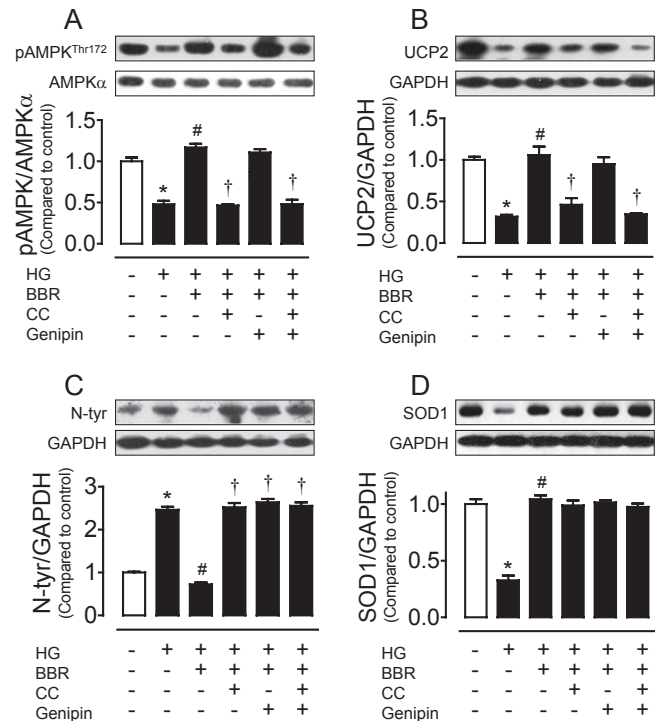 A
pAMPK^Thr172
AMPKα
pAMPK/AMPKα
(Compared to control)
1.5
1.0
0.5
0.0
* # † †
HG - + + + + +
BBR - - + + + +
CC - - - + - +
Genipin - - - - + +
B
UCP2
GAPDH
UCP2/GAPDH
(Compared to control)
1.5
1.0
0.5
0.0
* # † †
HG - + + + + +
BBR - - + + + +
CC - - - + - +
Genipin - - - - + +
C
N-tyr
GAPDH
N-tyr/GAPDH
(Compared to control)
3
2
1
0
* # † † †
HG - + + + + +
BBR - - + + + +
CC - - - + - +
Genipin - - - - + +
D
SOD1
GAPDH
SOD1/GAPDH
(Compared to control)
1.0
0.5
0.0
* #
HG - + + + + +
BBR - - + + + +
CC - - - + - +
Genipin - - - - + +